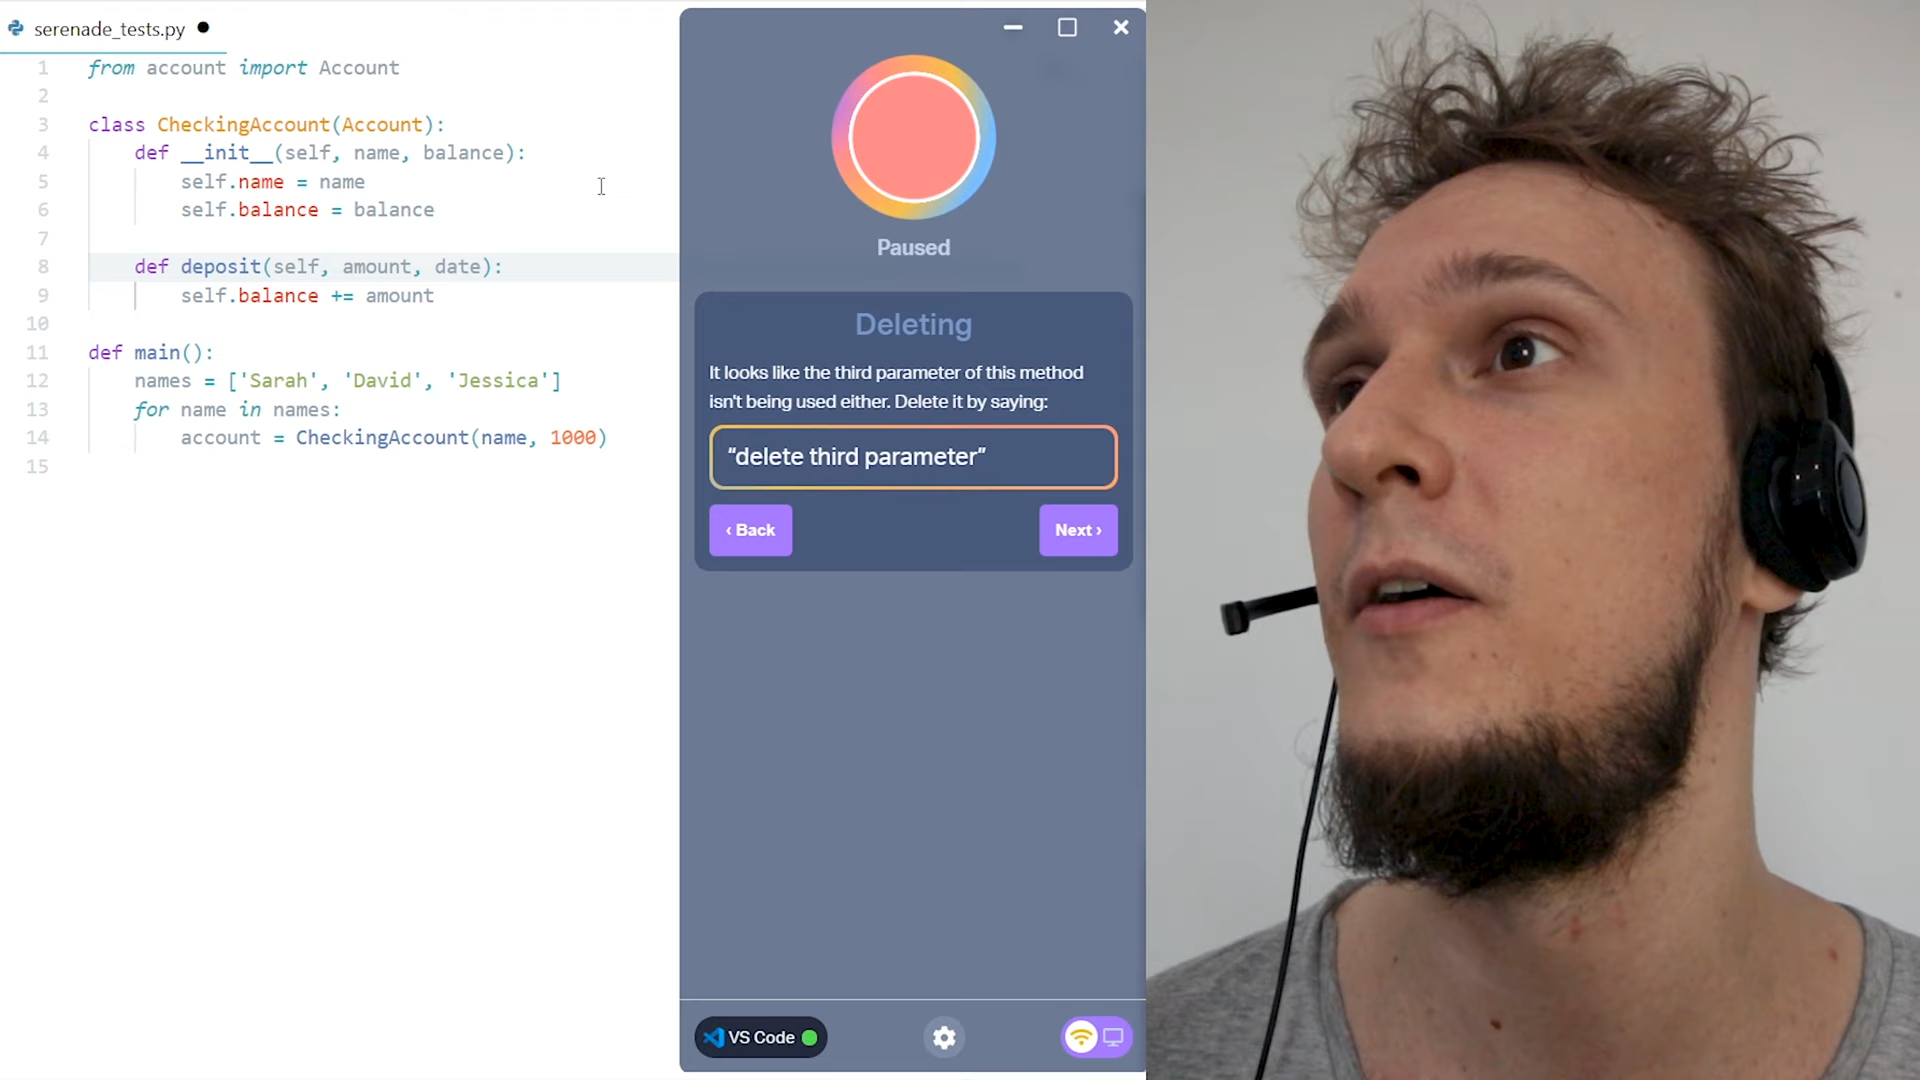 serenade_tests.py
1 from account import Account
2
3 class CheckingAccount(Account):
4 def __init__(self, name, balance):
5 self.name = name
6 self.balance = balance
7
8 def deposit(self, amount, date):
9 self.balance += amount
10
11 def main():
12 names = ['Sarah', 'David', 'Jessica']
13 for name in names:
14 account = CheckingAccount(name, 1000)
15
Paused
Deleting
It looks like the third parameter of this method
isn't being used either. Delete it by saying:
“delete third parameter”
‹ Back
Next ›
VS Code